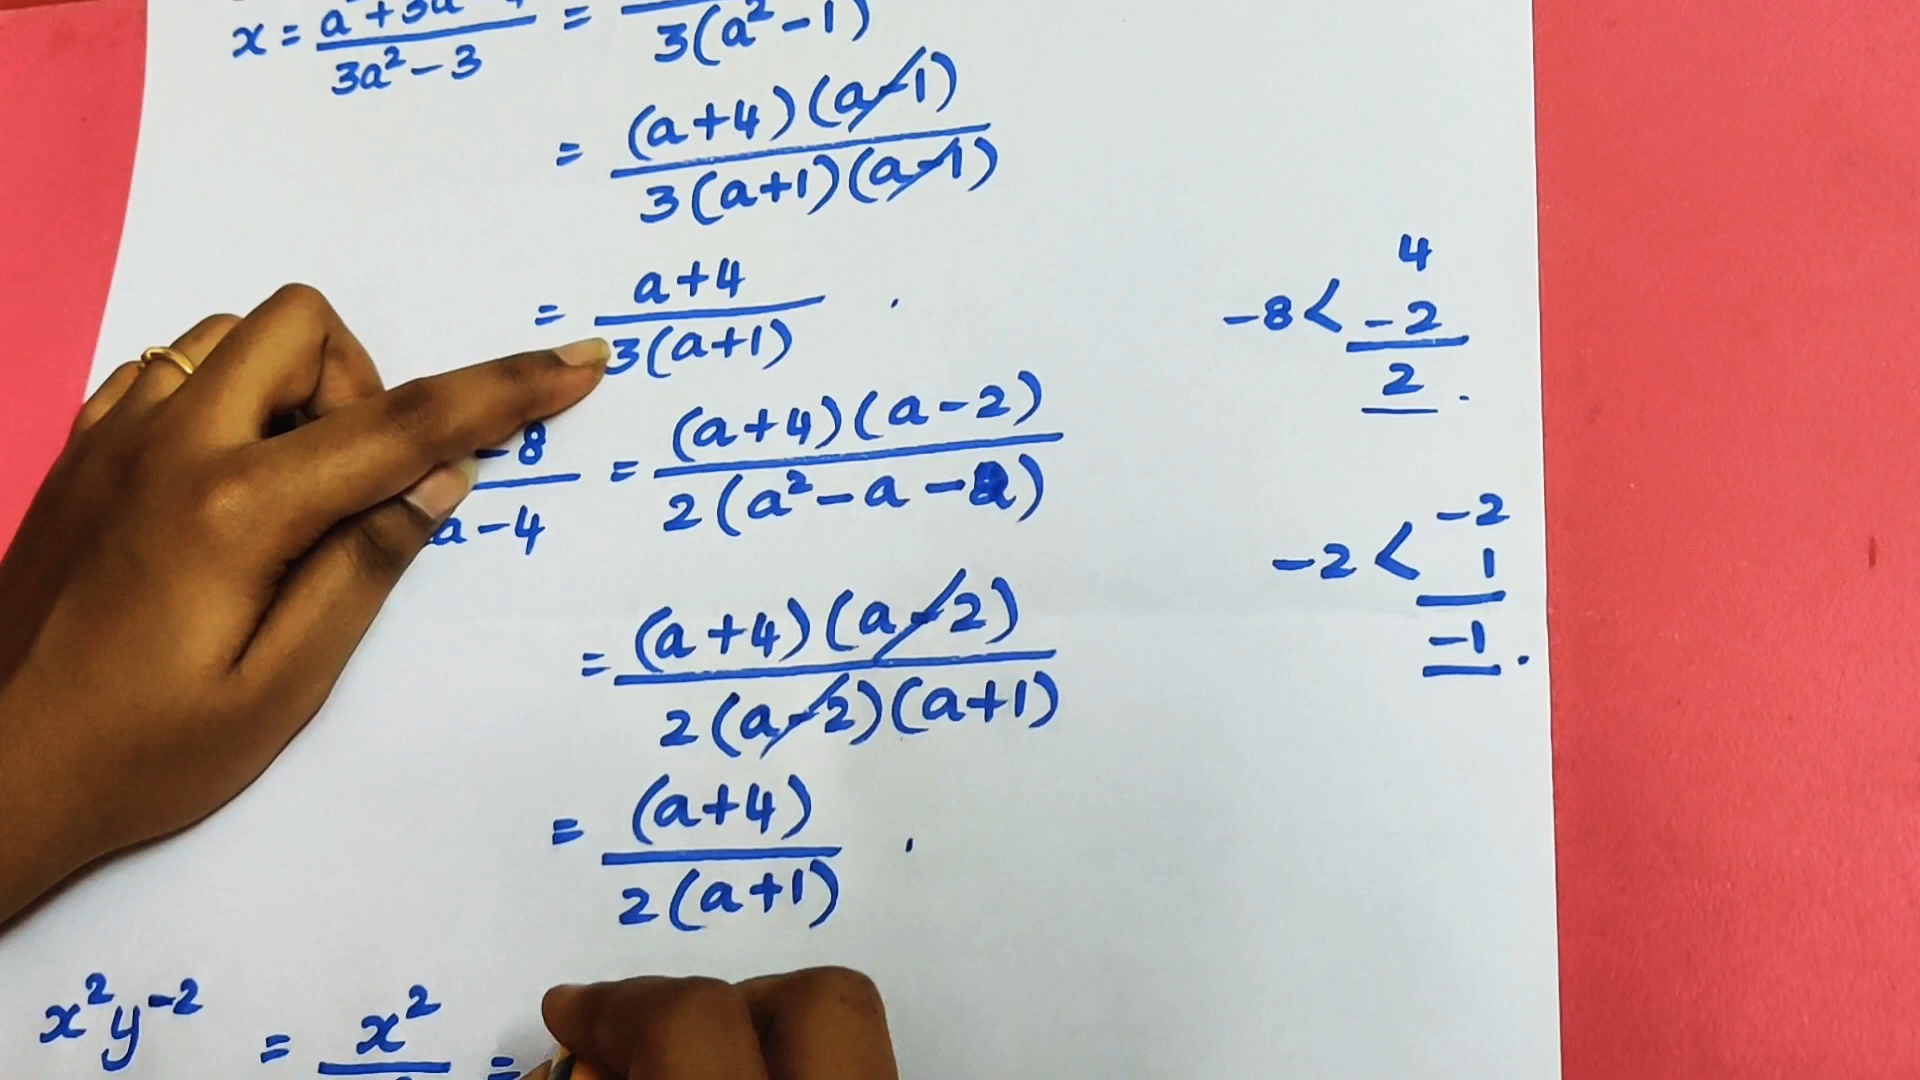 x = a²+3a-4 / 3a²-3 = / 3(a²-1)
= (a+4)(a-1) / 3(a+1)(a-1)
= a+4 / 3(a+1) .
-8 < 4
-2
2 .
-8 / a-4 = (a+4)(a-2) / 2(a²-a-2)
-2 < -2
1
-1 .
= (a+4)(a-2) / 2(a-2)(a+1)
= (a+4) / 2(a+1) .
x²y⁻² = x² / =